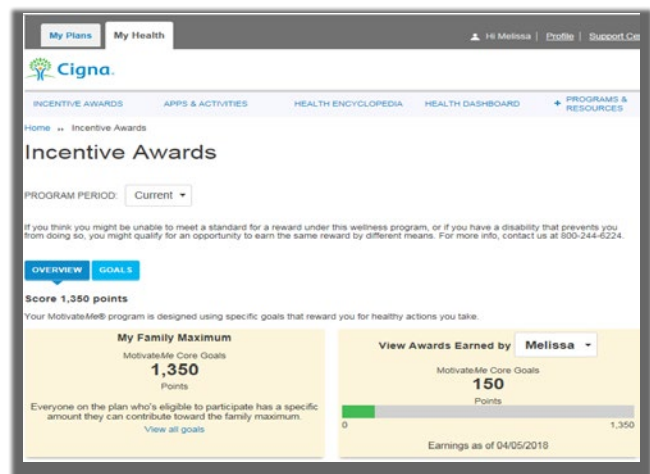 My Plans My Health
Hi Melissa | Profile | Support Cen
Cigna.
INCENTIVE AWARDS APPS & ACTIVITIES HEALTH ENCYCLOPEDIA HEALTH DASHBOARD + PROGRAMS & RESOURCES
Home ›› Incentive Awards
Incentive Awards
PROGRAM PERIOD: Current
If you think you might be unable to meet a standard for a reward under this wellness program, or if you have a disability that prevents you
from doing so, you might qualify for an opportunity to earn the same reward by different means. For more info, contact us at 800-244-6224.
OVERVIEW GOALS
Score 1,350 points
Your MotivateMe® program is designed using specific goals that reward you for healthy actions you take.
My Family Maximum
MotivateMe Core Goals
1,350
Points
Everyone on the plan who's eligible to participate has a specific
amount they can contribute toward the family maximum.
View all goals
View Awards Earned by Melissa
MotivateMe Core Goals
150
Points
0 1,350
Earnings as of 04/05/2018